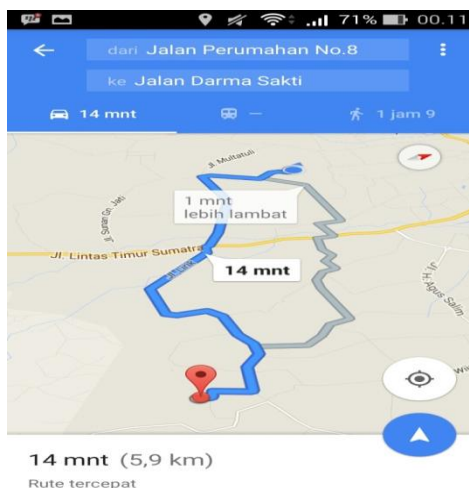 71% 00.11
dari Jalan Perumahan No.8
ke Jalan Darma Sakti
14 mnt — 1 jam 9
Jl. Multatuli
1 mnt
lebih lambat
Jl. Sunan Gn. Jati
Jl. Lintas Timur Sumatra
14 mnt
Jl. H. Agus Salim
14 mnt (5,9 km)
Rute tercepat